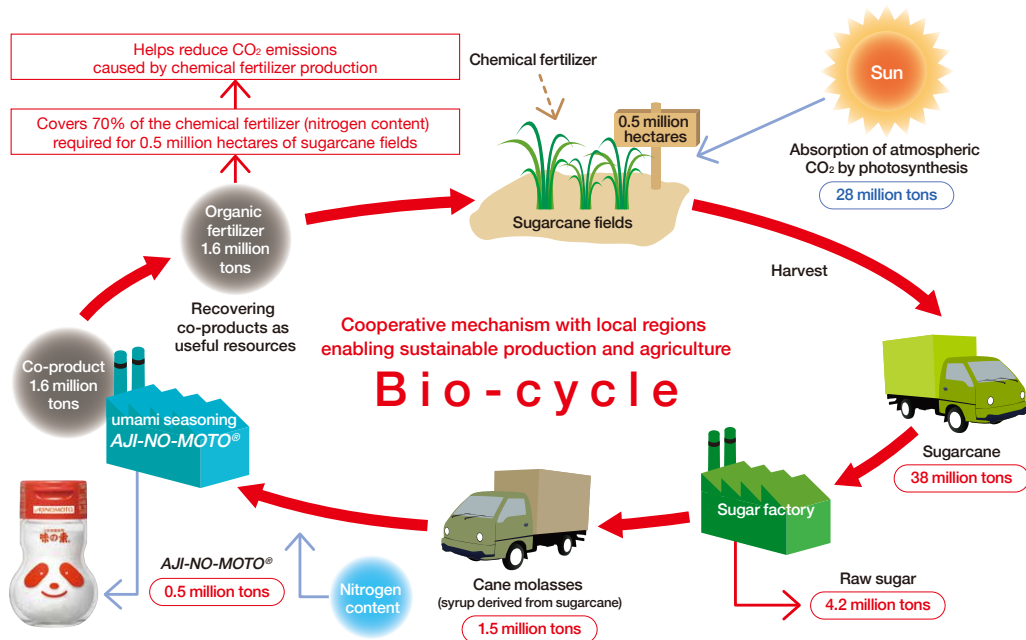 Helps reduce CO₂ emissions
caused by chemical fertilizer production
Covers 70% of the chemical fertilizer (nitrogen content)
required for 0.5 million hectares of sugarcane fields
Chemical fertilizer
0.5 million
hectares
Sugarcane fields
Sun
Absorption of atmospheric
CO₂ by photosynthesis
28 million tons
Organic
fertilizer
1.6 million
tons
Recovering
co-products as
useful resources
Harvest
Cooperative mechanism with local regions
enabling sustainable production and agriculture
Bio-cycle
Co-product
1.6 million
tons
umami seasoning
AJI-NO-MOTO®
Sugarcane
38 million tons
Sugar factory
Raw sugar
4.2 million tons
Cane molasses
(syrup derived from sugarcane)
1.5 million tons
Nitrogen
content
AJI-NO-MOTO®
0.5 million tons
AJINOMOTO
味の素